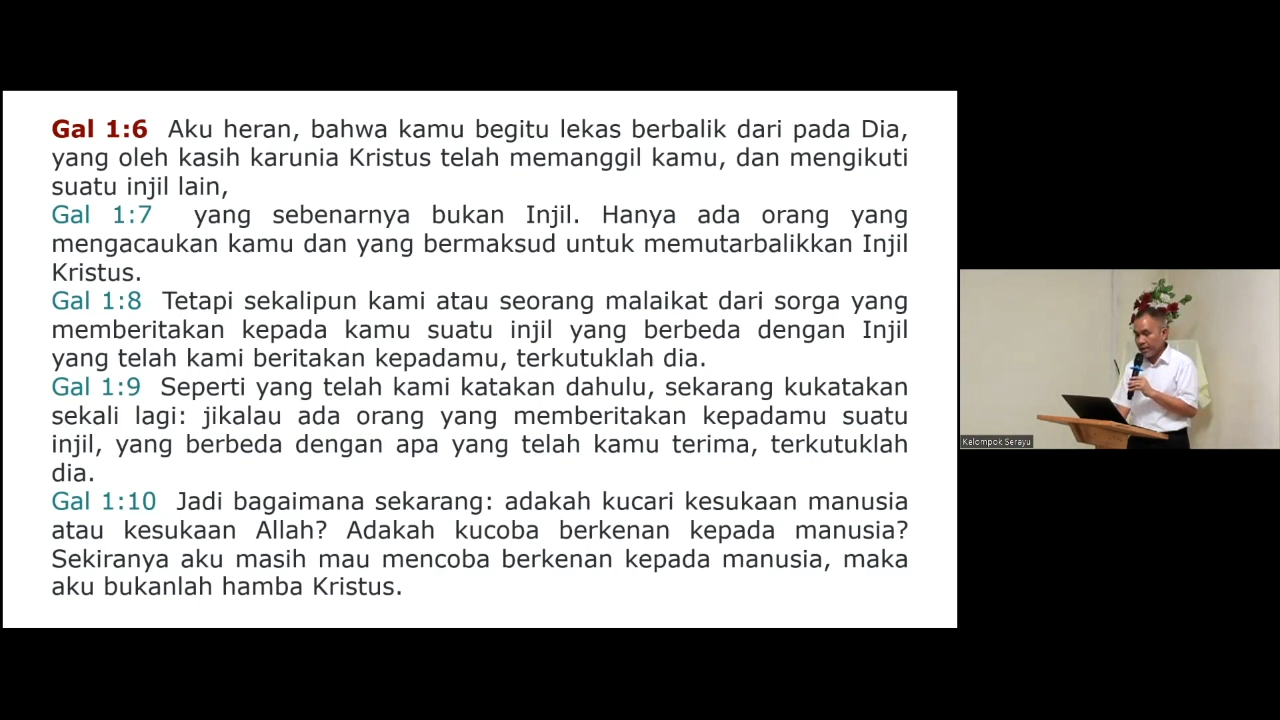 Gal 1:6 Aku heran, bahwa kamu begitu lekas berbalik dari pada Dia,
yang oleh kasih karunia Kristus telah memanggil kamu, dan mengikuti
suatu injil lain,
Gal 1:7 yang sebenarnya bukan Injil. Hanya ada orang yang
mengacaukan kamu dan yang bermaksud untuk memutarbalikkan Injil
Kristus.
Gal 1:8 Tetapi sekalipun kami atau seorang malaikat dari sorga yang
memberitakan kepada kamu suatu injil yang berbeda dengan Injil
yang telah kami beritakan kepadamu, terkutuklah dia.
Gal 1:9 Seperti yang telah kami katakan dahulu, sekarang kukatakan
sekali lagi: jikalau ada orang yang memberitakan kepadamu suatu
injil, yang berbeda dengan apa yang telah kamu terima, terkutuklah
dia.
Gal 1:10 Jadi bagaimana sekarang: adakah kucari kesukaan manusia
atau kesukaan Allah? Adakah kucoba berkenan kepada manusia?
Sekiranya aku masih mau mencoba berkenan kepada manusia, maka
aku bukanlah hamba Kristus.
Kelompok Serayu